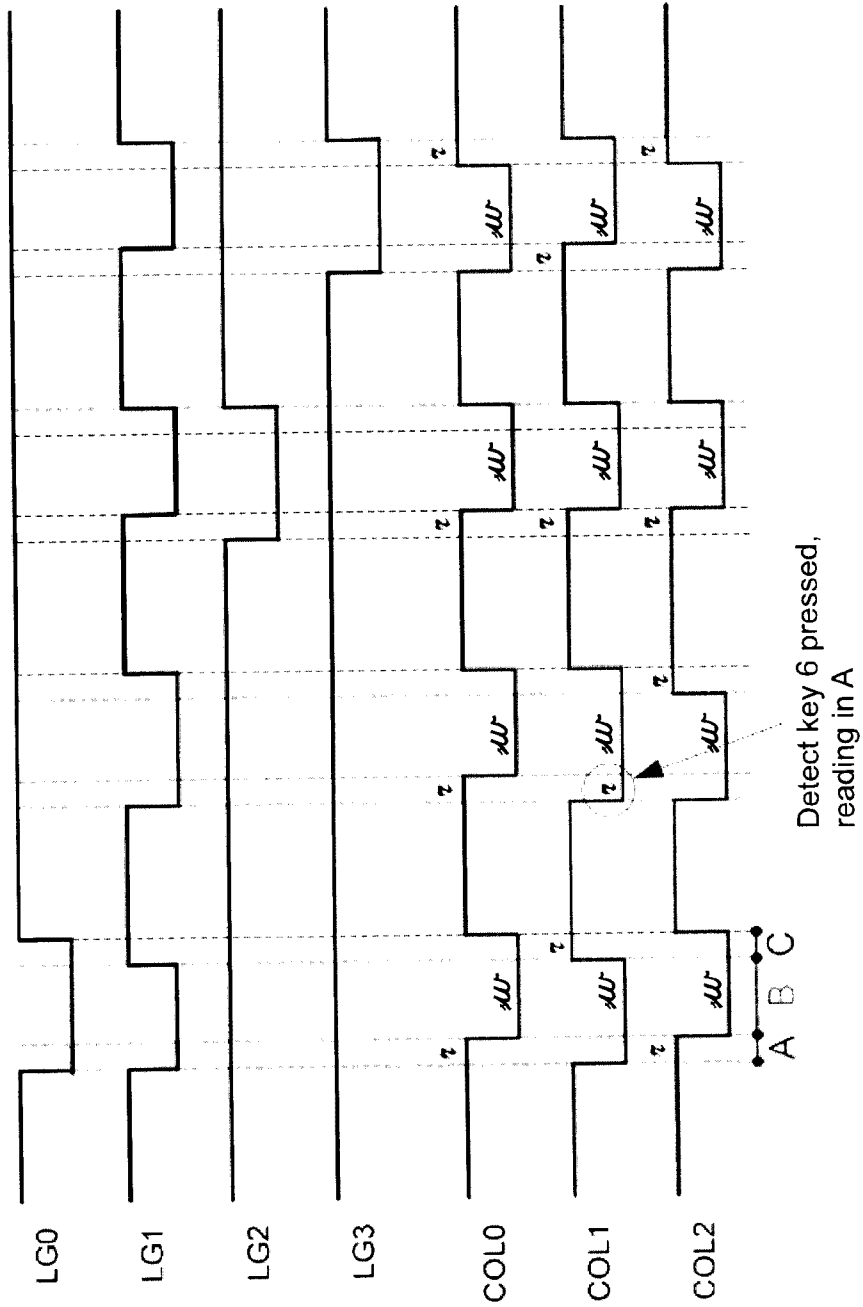 LG0
LG1
LG2
LG3
COL0 r w r w r w w r
COL1 w r r w r w r w
COL2 r w w r r w w r
A B C
Detect key 6 pressed,
reading in A